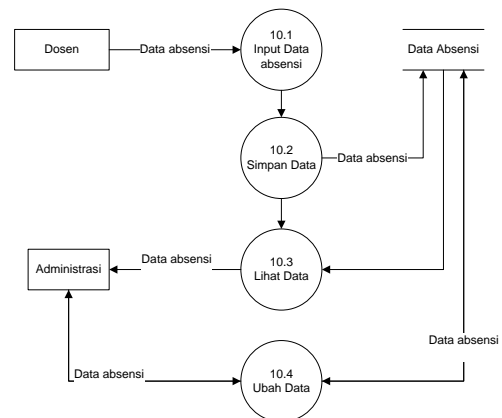 Dosen
Data absensi
10.1
Input Data
absensi
Data Absensi
10.2
Simpan Data
Data absensi
Administrasi
Data absensi
10.3
Lihat Data
Data absensi
Data absensi
10.4
Ubah Data